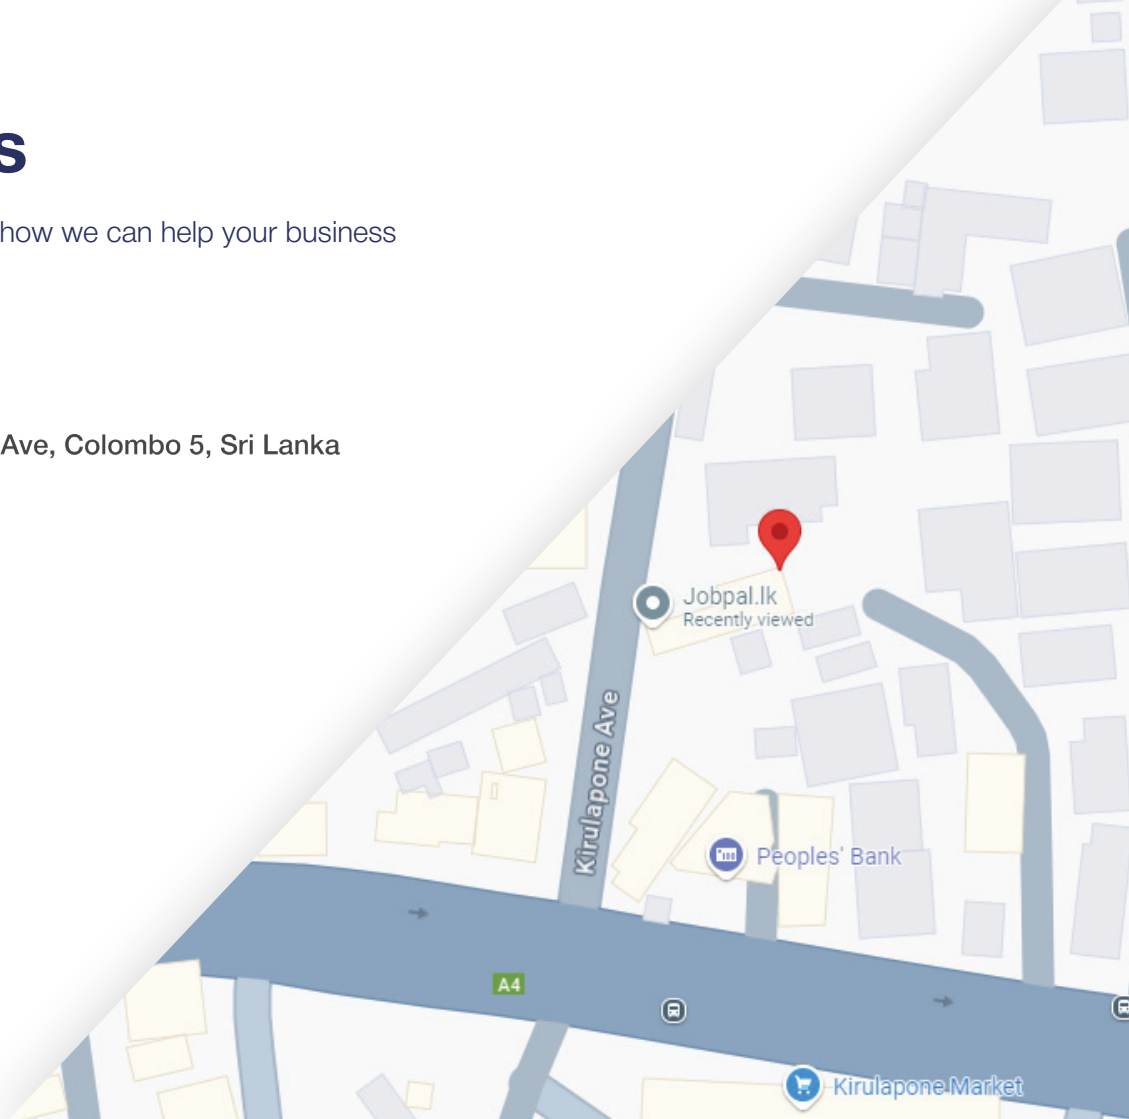 s
how we can help your business
Ave, Colombo 5, Sri Lanka
Jobpal.lk
Recently viewed
Kirulapone Ave
Peoples' Bank
A4
Kirulapone Market